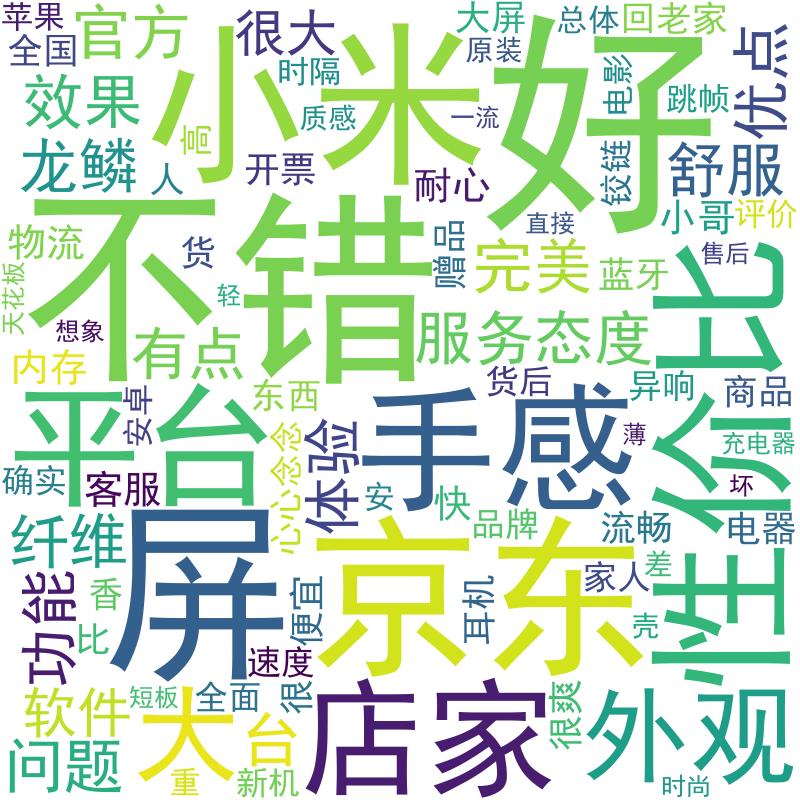 苹果
官方
很大
小米
好
大屏
总体
回老家
全国
效果
时隔
原装
电影
跳帧
优点
高
质感
一流
龙鳞
人
开票
耐心
铰链
舒服
不错
直接
小哥
评价
物流
货
赠品
完美
蓝牙
售后
性价比
天花板
轻
想象
有点
服务态度
内存
东西
货后
异响
商品
平台
安卓
手感
薄
充电器
确实
客服
心心念念
体验
安
快
品牌
坏
流畅
电器
纤维
屏
京东
功能
香
比
便宜
耳机
家人
差
壳
速度
软件
短板
全面
很
大
台
店家
很爽
外观
问题
重
新机
时尚